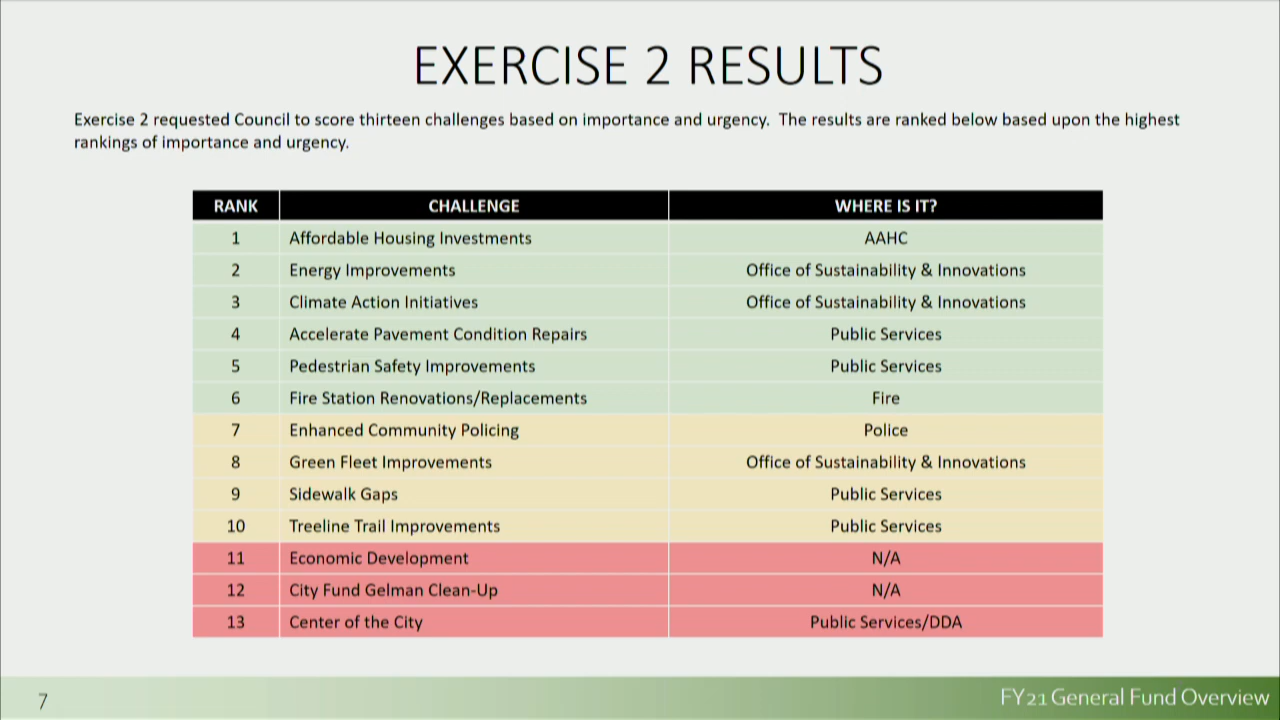 EXERCISE 2 RESULTS
Exercise 2 requested Council to score thirteen challenges based on importance and urgency.  The results are ranked below based upon the highest
rankings of importance and urgency.
RANK CHALLENGE WHERE IS IT?
1 Affordable Housing Investments AAHC
2 Energy Improvements Office of Sustainability & Innovations
3 Climate Action Initiatives Office of Sustainability & Innovations
4 Accelerate Pavement Condition Repairs Public Services
5 Pedestrian Safety Improvements Public Services
6 Fire Station Renovations/Replacements Fire
7 Enhanced Community Policing Police
8 Green Fleet Improvements Office of Sustainability & Innovations
9 Sidewalk Gaps Public Services
10 Treeline Trail Improvements Public Services
11 Economic Development N/A
12 City Fund Gelman Clean-Up N/A
13 Center of the City Public Services/DDA
7 FY21 General Fund Overview